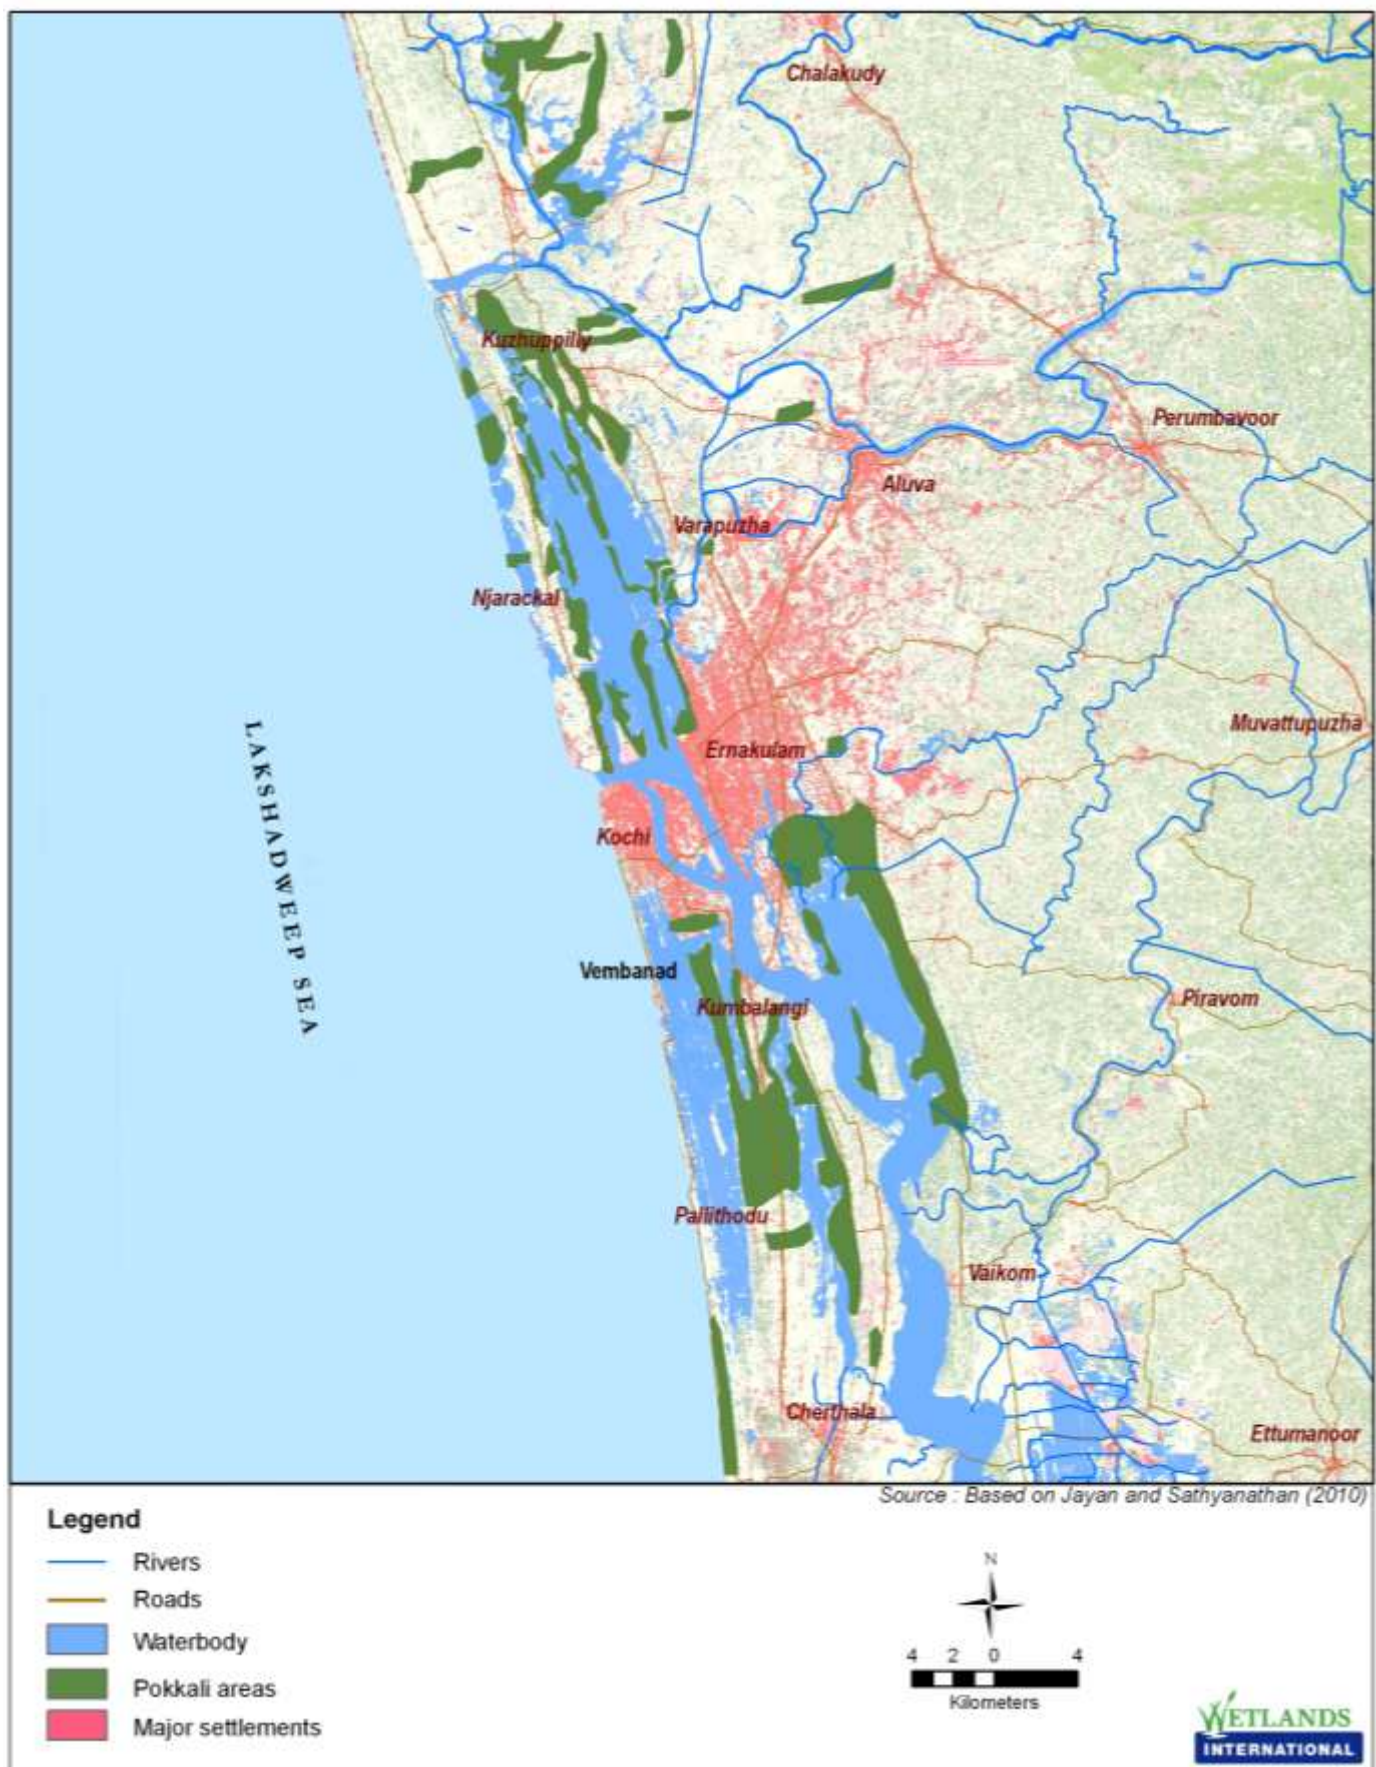 Chalakudy
Kuzhuppilly
Perumbavoor
Aluva
Varapuzha
Njarackal
LAKSHADWEEP SEA
Muvattupuzha
Ernakulam
Kochi
Vembanad
Kumbalangi
Piravom
Pallithodu
Vaikom
Cherthala
Ettumanoor
Source : Based on Jayan and Sathyanathan (2010)
Legend
Rivers
Roads
Waterbody
Pokkali areas
Major settlements
N
4 2 0 4
Kilometers
WETLANDS
INTERNATIONAL